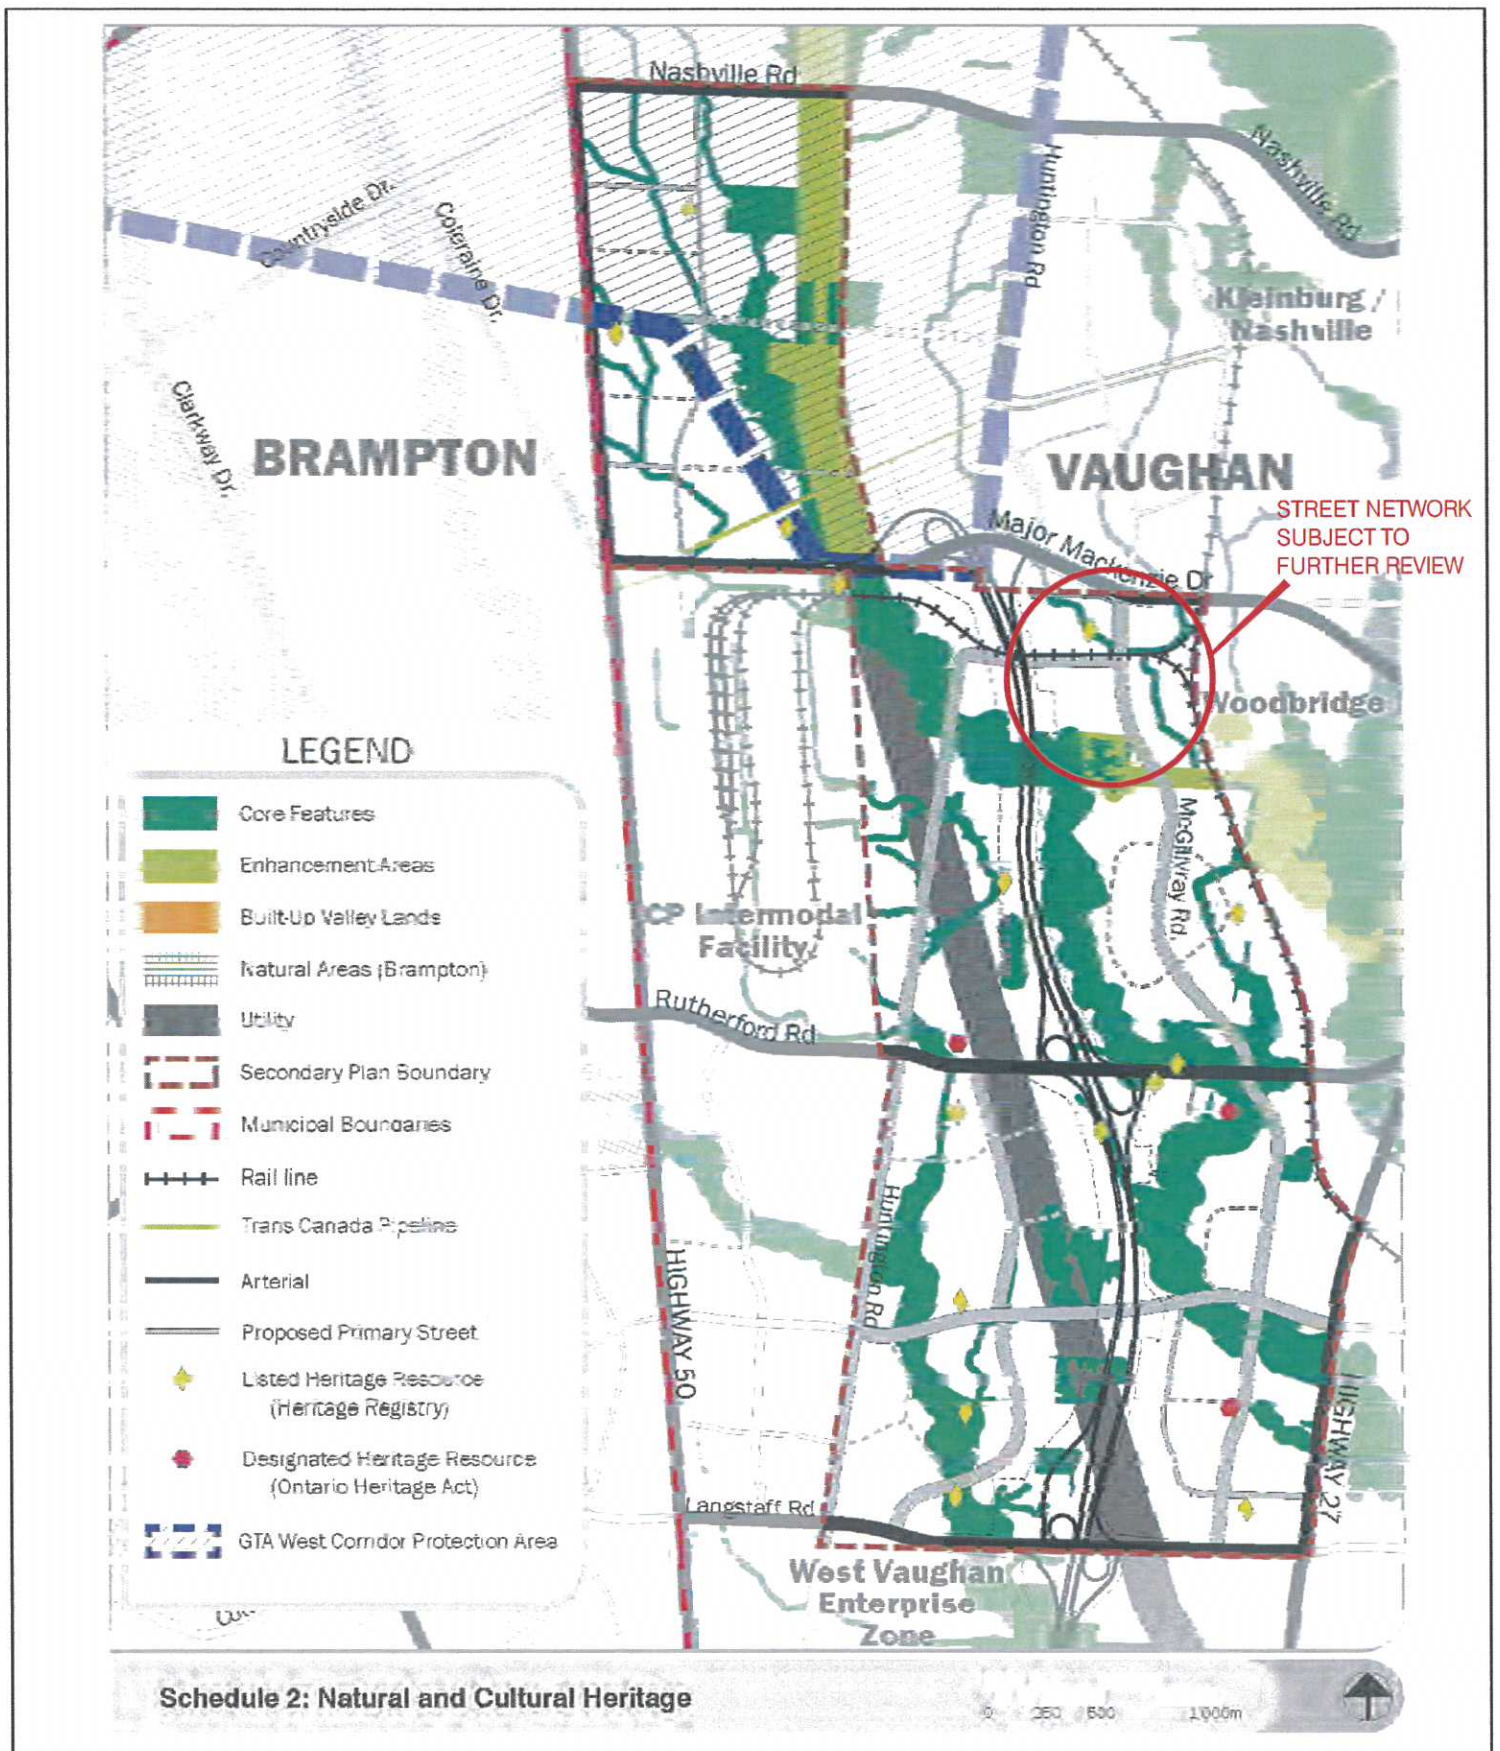 Nashville Rd
Nashville Rd
Huntington Rd
Countryside Dr.
Coleraine Dr.
Clarkway Dr.
Kleinburg /
Nashville
BRAMPTON
VAUGHAN
STREET NETWORK
SUBJECT TO
FURTHER REVIEW
Major Mackenzie Dr
Woodbridge
McGillivray Rd.
CP Intermodal
Facility
Rutherford Rd
Huntington Rd
HIGHWAY 50
HIGHWAY 27
Langstaff Rd
West Vaughan
Enterprise
Zone
LEGEND
Core Features
Enhancement Areas
Built-Up Valley Lands
Natural Areas (Brampton)
Utility
Secondary Plan Boundary
Municipal Boundaries
Rail line
Trans Canada Pipeline
Arterial
Proposed Primary Street
Listed Heritage Resource
(Heritage Registry)
Designated Heritage Resource
(Ontario Heritage Act)
GTA West Corridor Protection Area
Schedule 2: Natural and Cultural Heritage
0 250 500 1000m